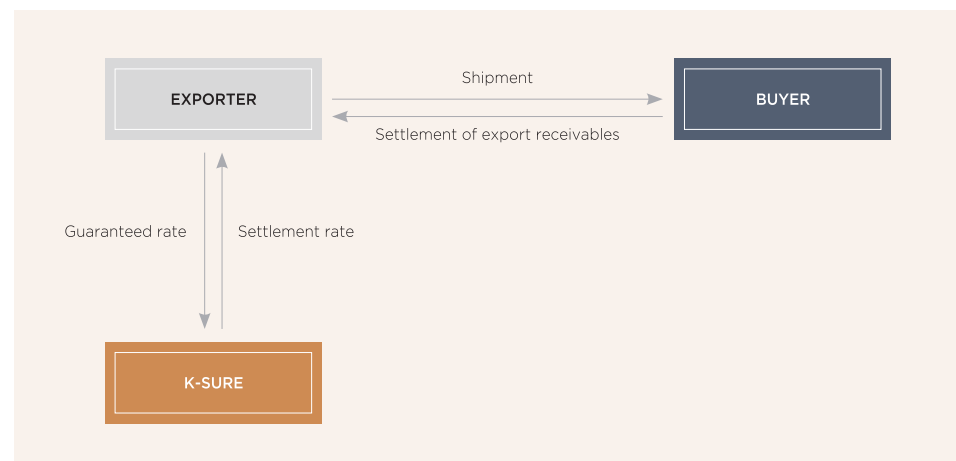 EXPORTER
Shipment
BUYER
Settlement of export receivables
Guaranteed rate
Settlement rate
K-SURE